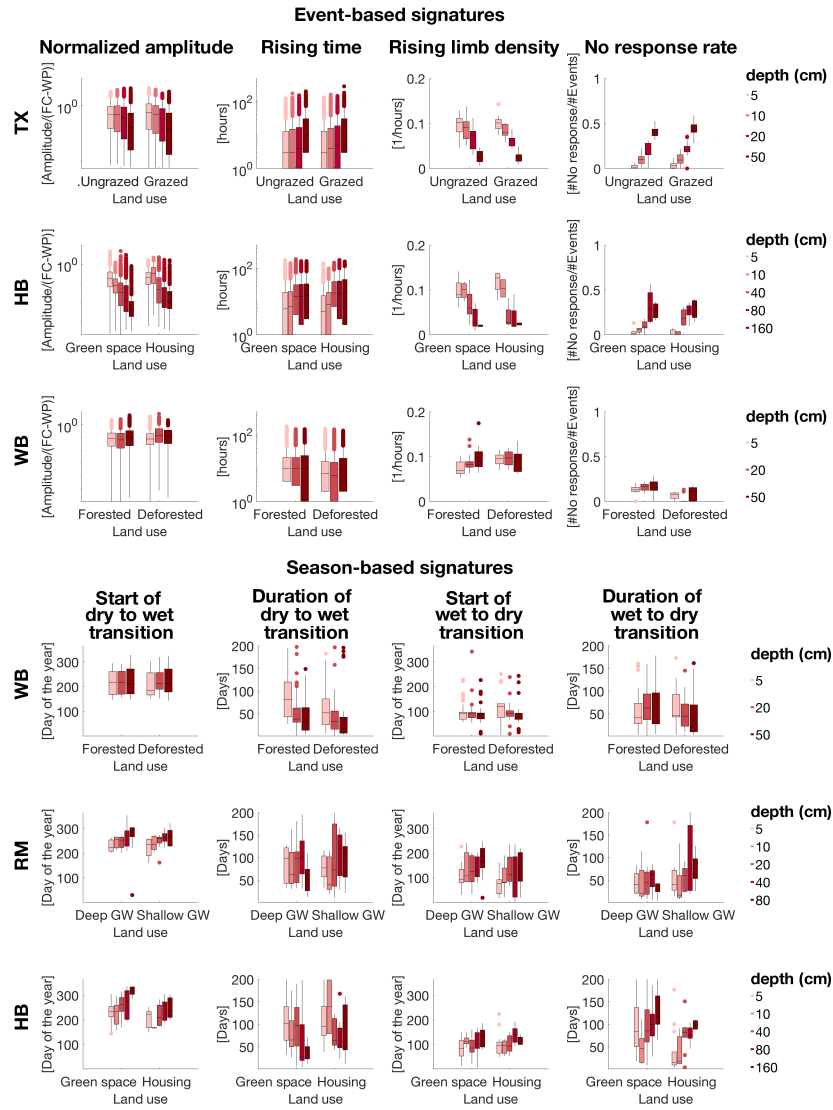 Event-based signatures
Normalized amplitude Rising time Rising limb density No response rate
TX
[Amplitude/(FC-WP)]
10^0
.Ungrazed Grazed
Land use
[hours]
10^2
10^0
Ungrazed Grazed
Land use
[1/hours]
0.2
0.1
0
Ungrazed Grazed
Land use
[#No response/#Events]
1
0.5
0
Ungrazed Grazed
Land use
depth (cm)
5
10
20
50
HB
[Amplitude/(FC-WP)]
10^0
Green space Housing
Land use
[hours]
10^2
10^0
Green space Housing
Land use
[1/hours]
0.2
0.1
0
Green space Housing
Land use
[#No response/#Events]
1
0.5
0
Green space Housing
Land use
depth (cm)
5
10
40
80
160
WB
[Amplitude/(FC-WP)]
10^0
Forested Deforested
Land use
[hours]
10^2
10^0
Forested Deforested
Land use
[1/hours]
0.2
0.1
0
Forested Deforested
Land use
[#No response/#Events]
1
0.5
0
Forested Deforested
Land use
depth (cm)
5
20
50
Season-based signatures
Start of
dry to wet
transition
Duration of
dry to wet
transition
Start of
wet to dry
transition
Duration of
wet to dry
transition
WB
[Day of the year]
300
200
100
Forested Deforested
Land use
[Days]
200
150
100
50
Forested Deforested
Land use
[Day of the year]
300
200
100
Forested Deforested
Land use
[Days]
200
150
100
50
Forested Deforested
Land use
depth (cm)
5
20
50
RM
[Day of the year]
300
200
100
Deep GW Shallow GW
Land use
[Days]
200
150
100
50
Deep GW Shallow GW
Land use
[Day of the year]
300
200
100
Deep GW Shallow GW
Land use
[Days]
200
150
100
50
Deep GW Shallow GW
Land use
depth (cm)
5
10
20
40
80
HB
[Day of the year]
300
200
100
Green space Housing
Land use
[Days]
200
150
100
50
Green space Housing
Land use
[Day of the year]
300
200
100
Green space Housing
Land use
[Days]
200
150
100
50
Green space Housing
Land use
depth (cm)
5
10
40
80
160